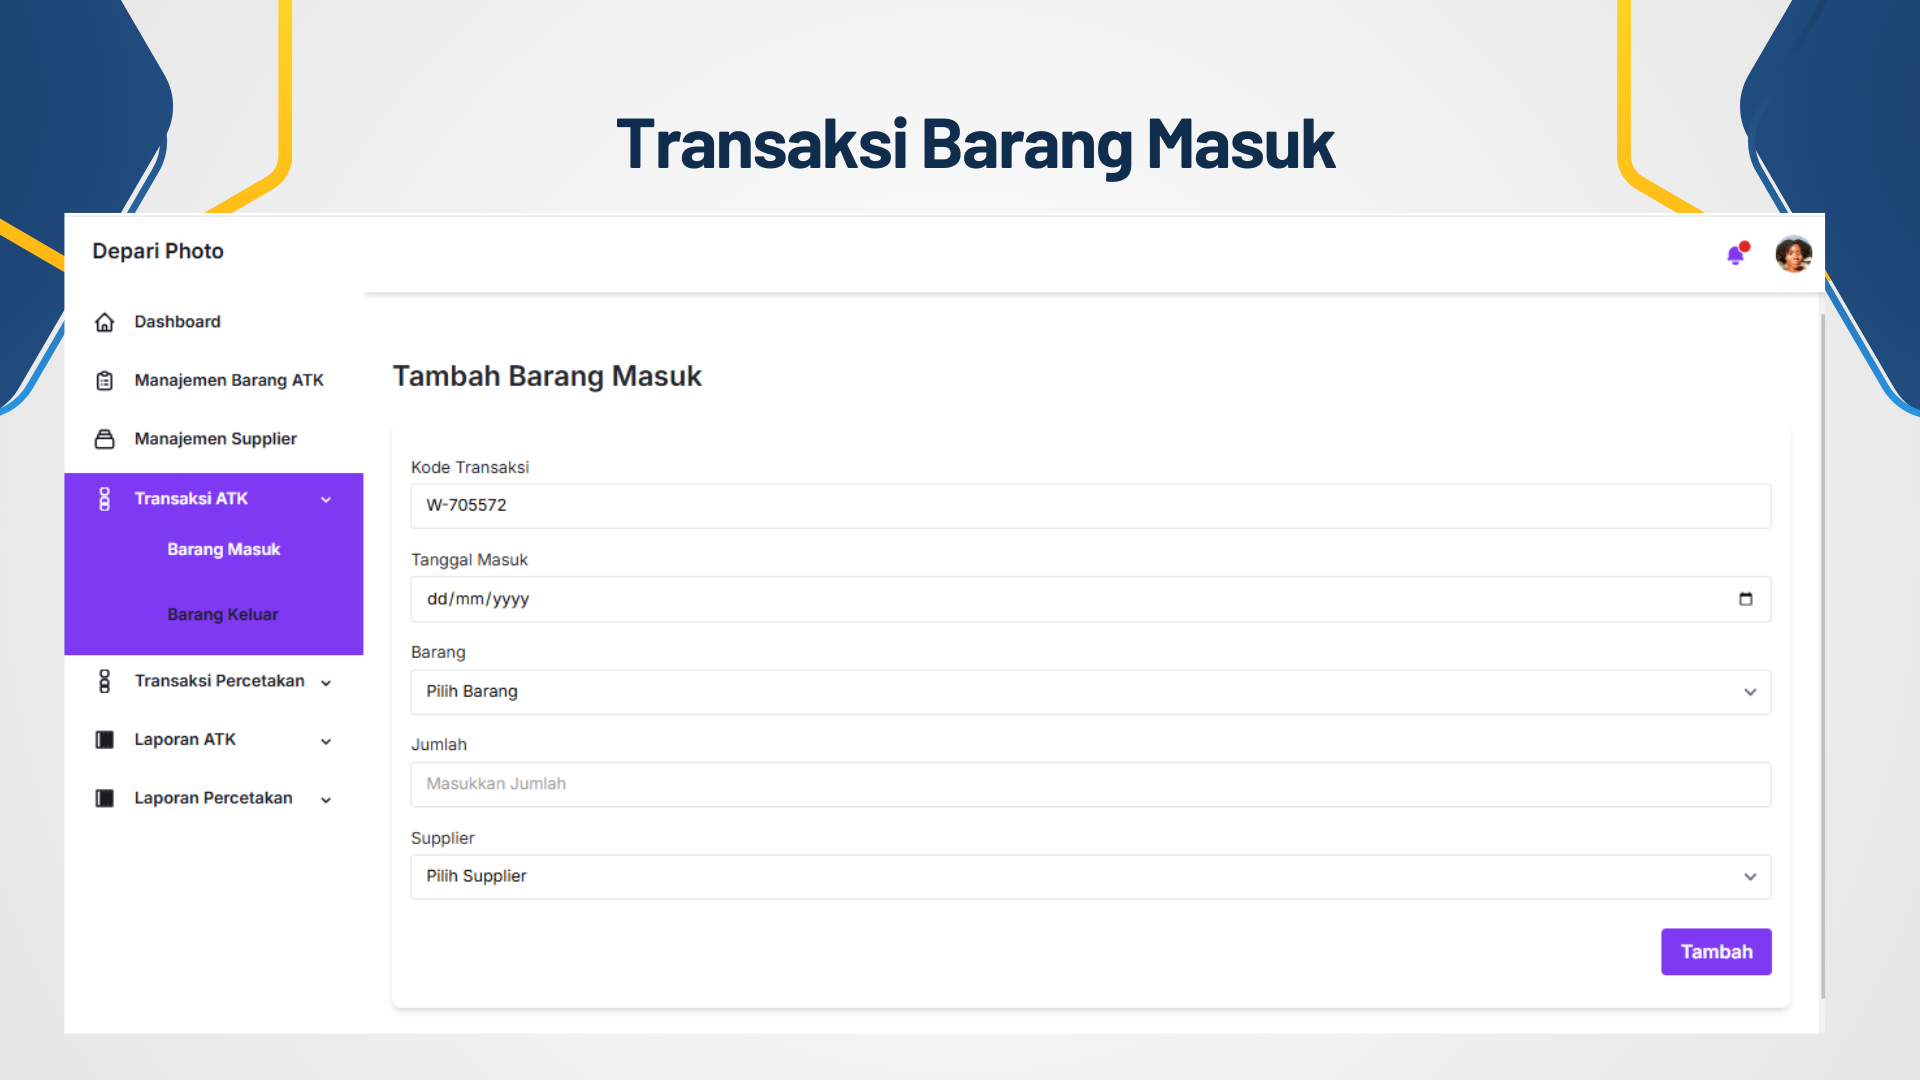 Transaksi Barang Masuk
Depari Photo
Dashboard
Manajemen Barang ATK
Manajemen Supplier
Transaksi ATK
Barang Masuk
Barang Keluar
Transaksi Percetakan
Laporan ATK
Laporan Percetakan
Tambah Barang Masuk
Kode Transaksi
W-705572
Tanggal Masuk
dd/mm/yyyy
Barang
Pilih Barang
Jumlah
Masukkan Jumlah
Supplier
Pilih Supplier
Tambah